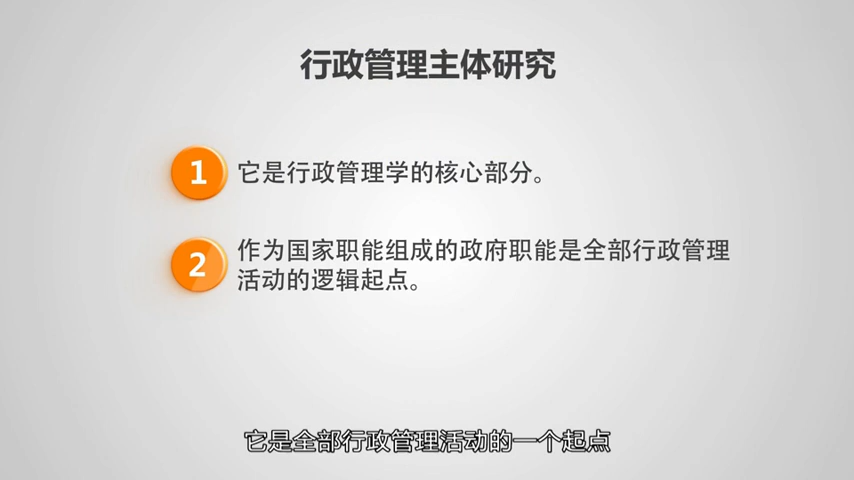 行政管理主体研究
1 它是行政管理学的核心部分。
2 作为国家职能组成的政府职能是全部行政管理
活动的逻辑起点。
它是全部行政管理活动的一个起点